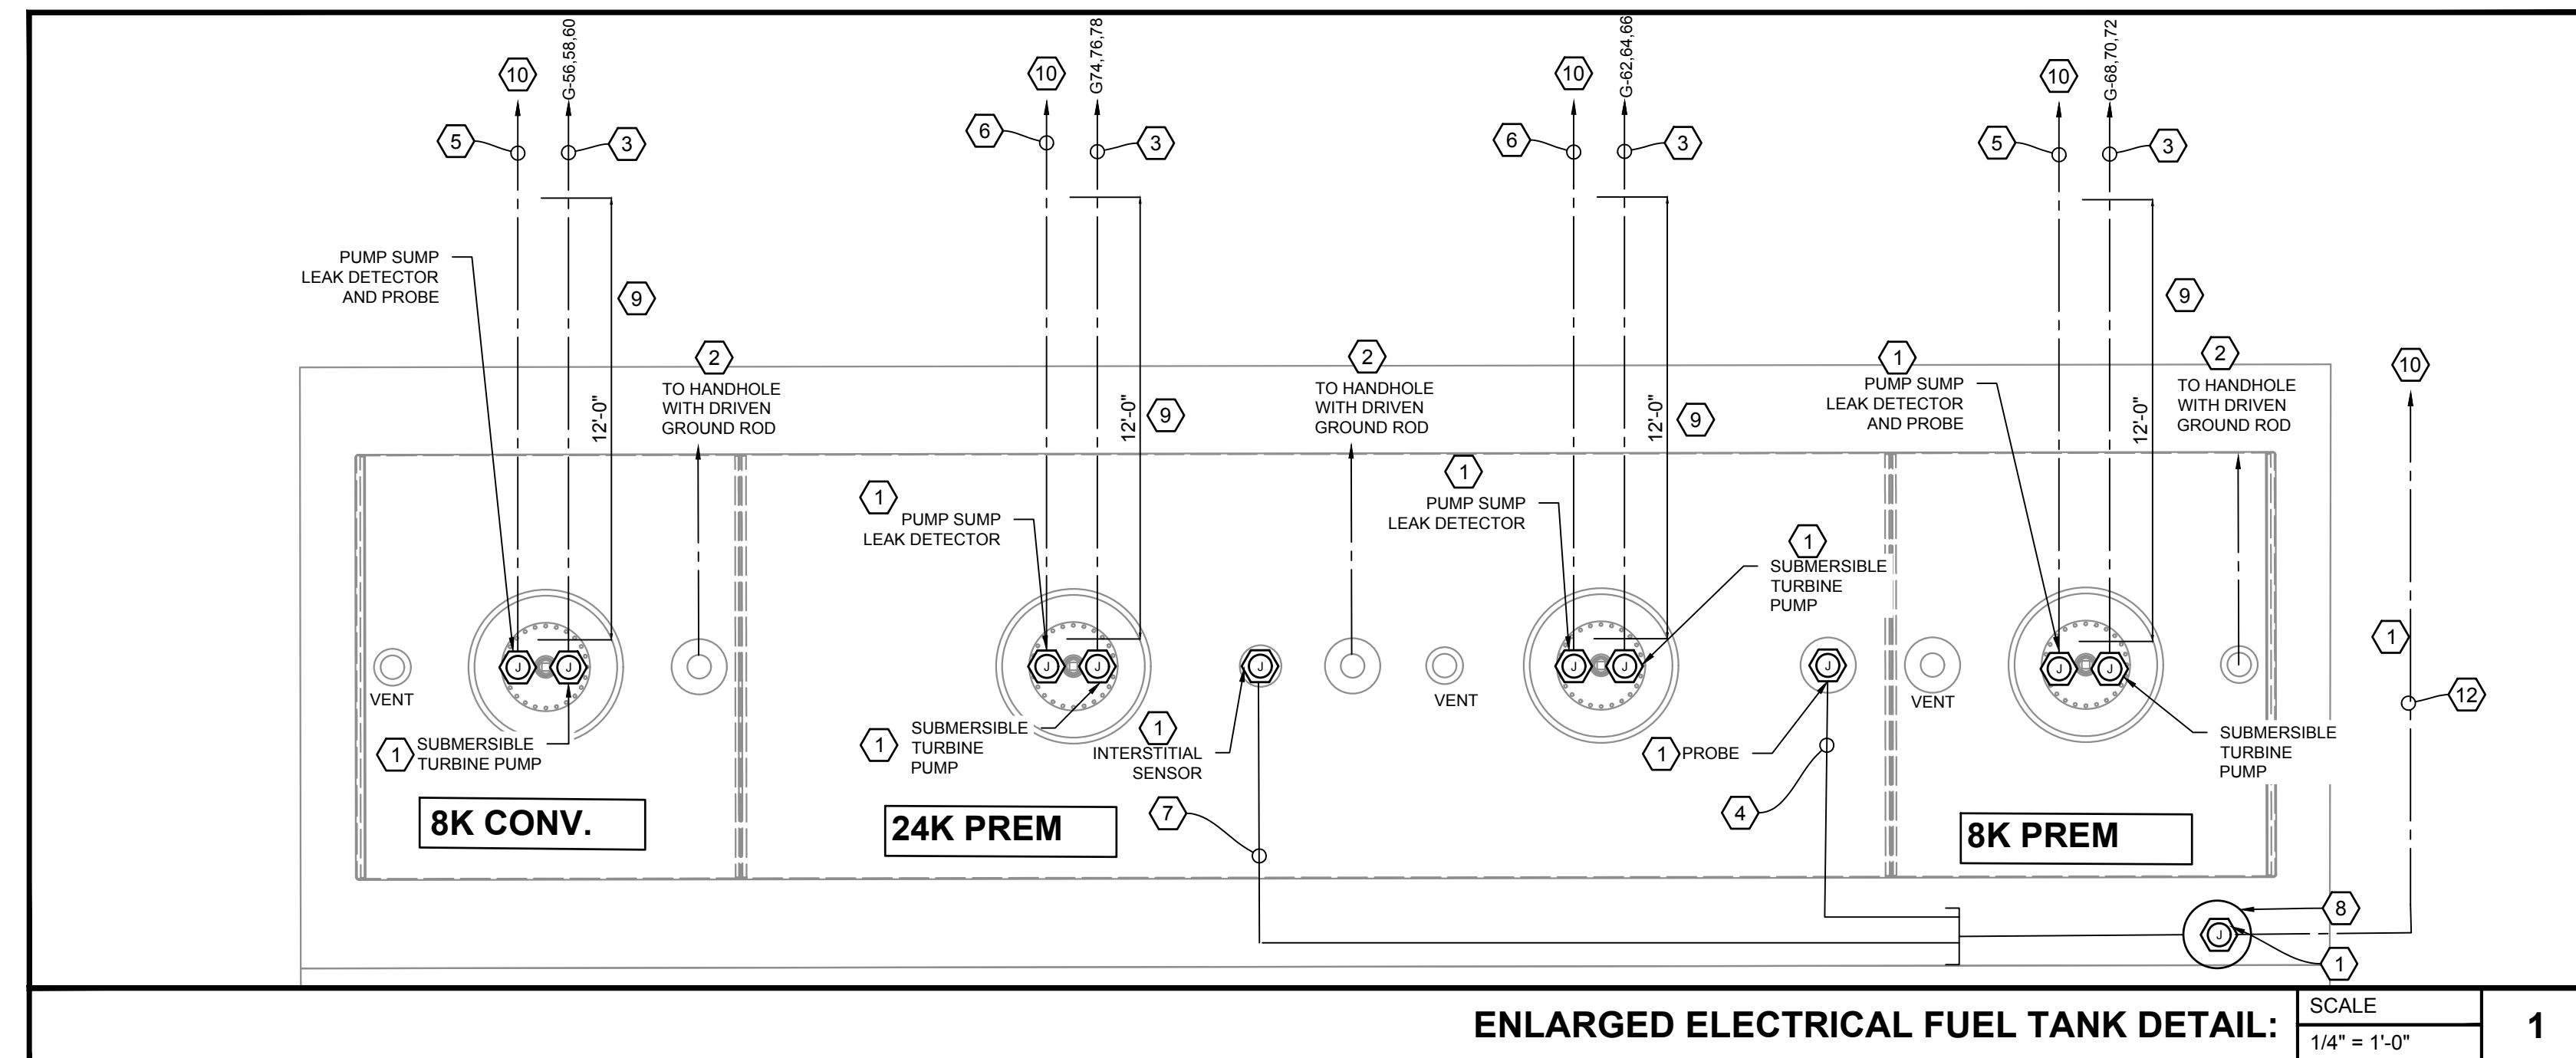 G-56,58,60
G74,76,78
G-62,64,66
G-68,70,72
10
10
10
10
5
3
6
3
6
3
5
3
PUMP SUMP
LEAK DETECTOR
AND PROBE
9
9
2
TO HANDHOLE
WITH DRIVEN
GROUND ROD
2
TO HANDHOLE
WITH DRIVEN
GROUND ROD
1
PUMP SUMP
LEAK DETECTOR
AND PROBE
2
TO HANDHOLE
WITH DRIVEN
GROUND ROD
10
12'-0"
12'-0"
9
12'-0"
9
12'-0"
1
PUMP SUMP
LEAK DETECTOR
1
PUMP SUMP
LEAK DETECTOR
1
SUBMERSIBLE
TURBINE
PUMP
1
12
J
J
J
J
J
J
J
J
J
J
VENT
VENT
VENT
1
SUBMERSIBLE
TURBINE PUMP
1
SUBMERSIBLE
TURBINE
PUMP
1
INTERSTITIAL
SENSOR
1
PROBE
SUBMERSIBLE
TURBINE
PUMP
8K CONV.
24K PREM
7
4
8K PREM
8
J
1
ENLARGED ELECTRICAL FUEL TANK DETAIL:
SCALE
1/4" = 1'-0"
1